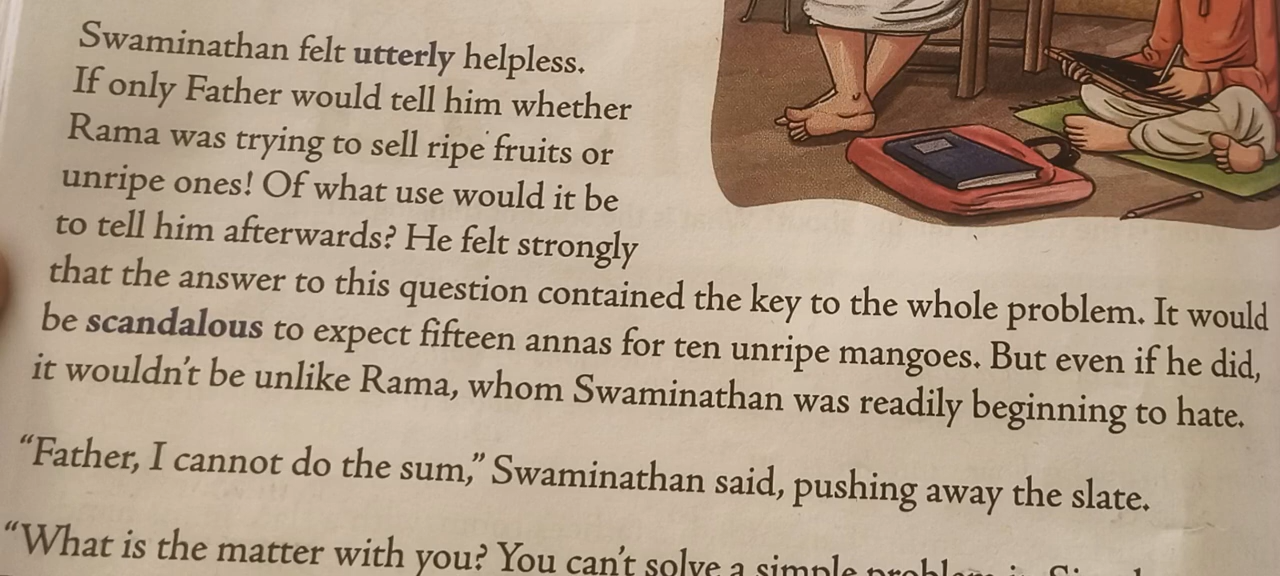 Swaminathan felt utterly helpless.
If only Father would tell him whether
Rama was trying to sell ripe fruits or
unripe ones! Of what use would it be
to tell him afterwards? He felt strongly
that the answer to this question contained the key to the whole problem. It would
be scandalous to expect fifteen annas for ten unripe mangoes. But even if he did,
it wouldn't be unlike Rama, whom Swaminathan was readily beginning to hate.
“Father, I cannot do the sum,” Swaminathan said, pushing away the slate.
“What is the matter with you? You can't solve a simple problem